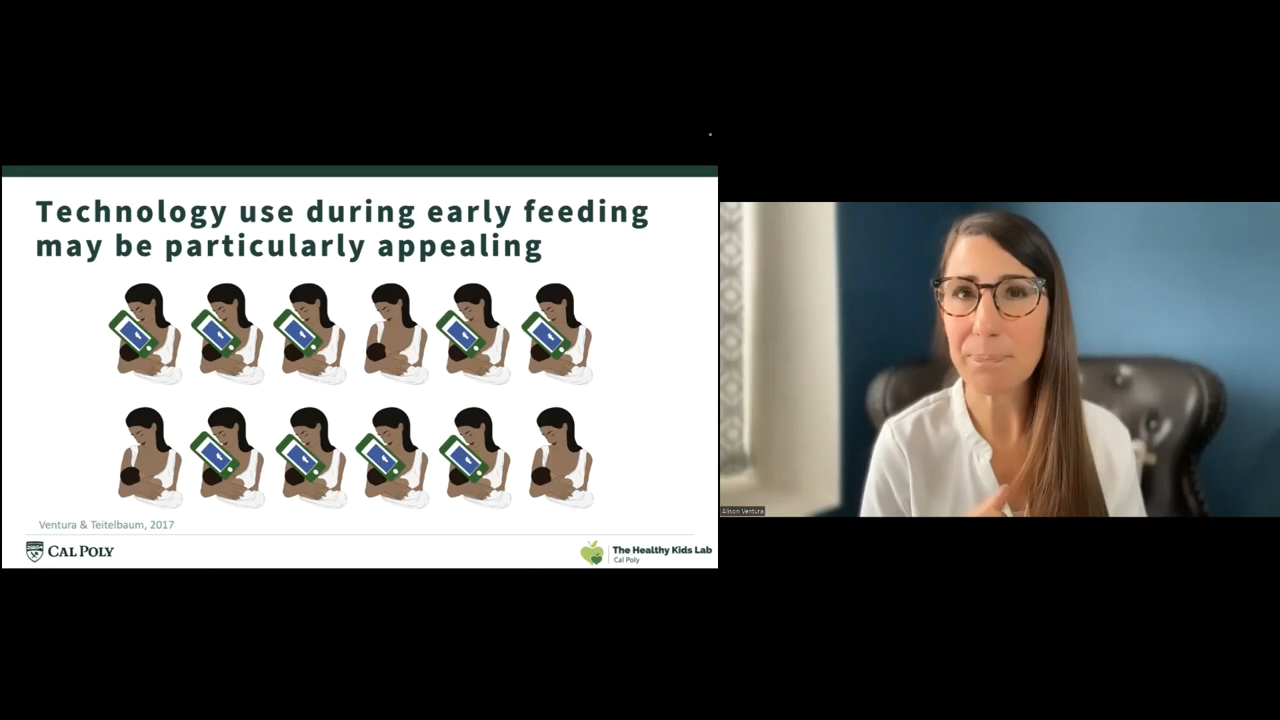 Technology use during early feeding
may be particularly appealing
Ventura & Teitelbaum, 2017
CAL POLY
The Healthy Kids Lab
Cal Poly
Alison Ventura